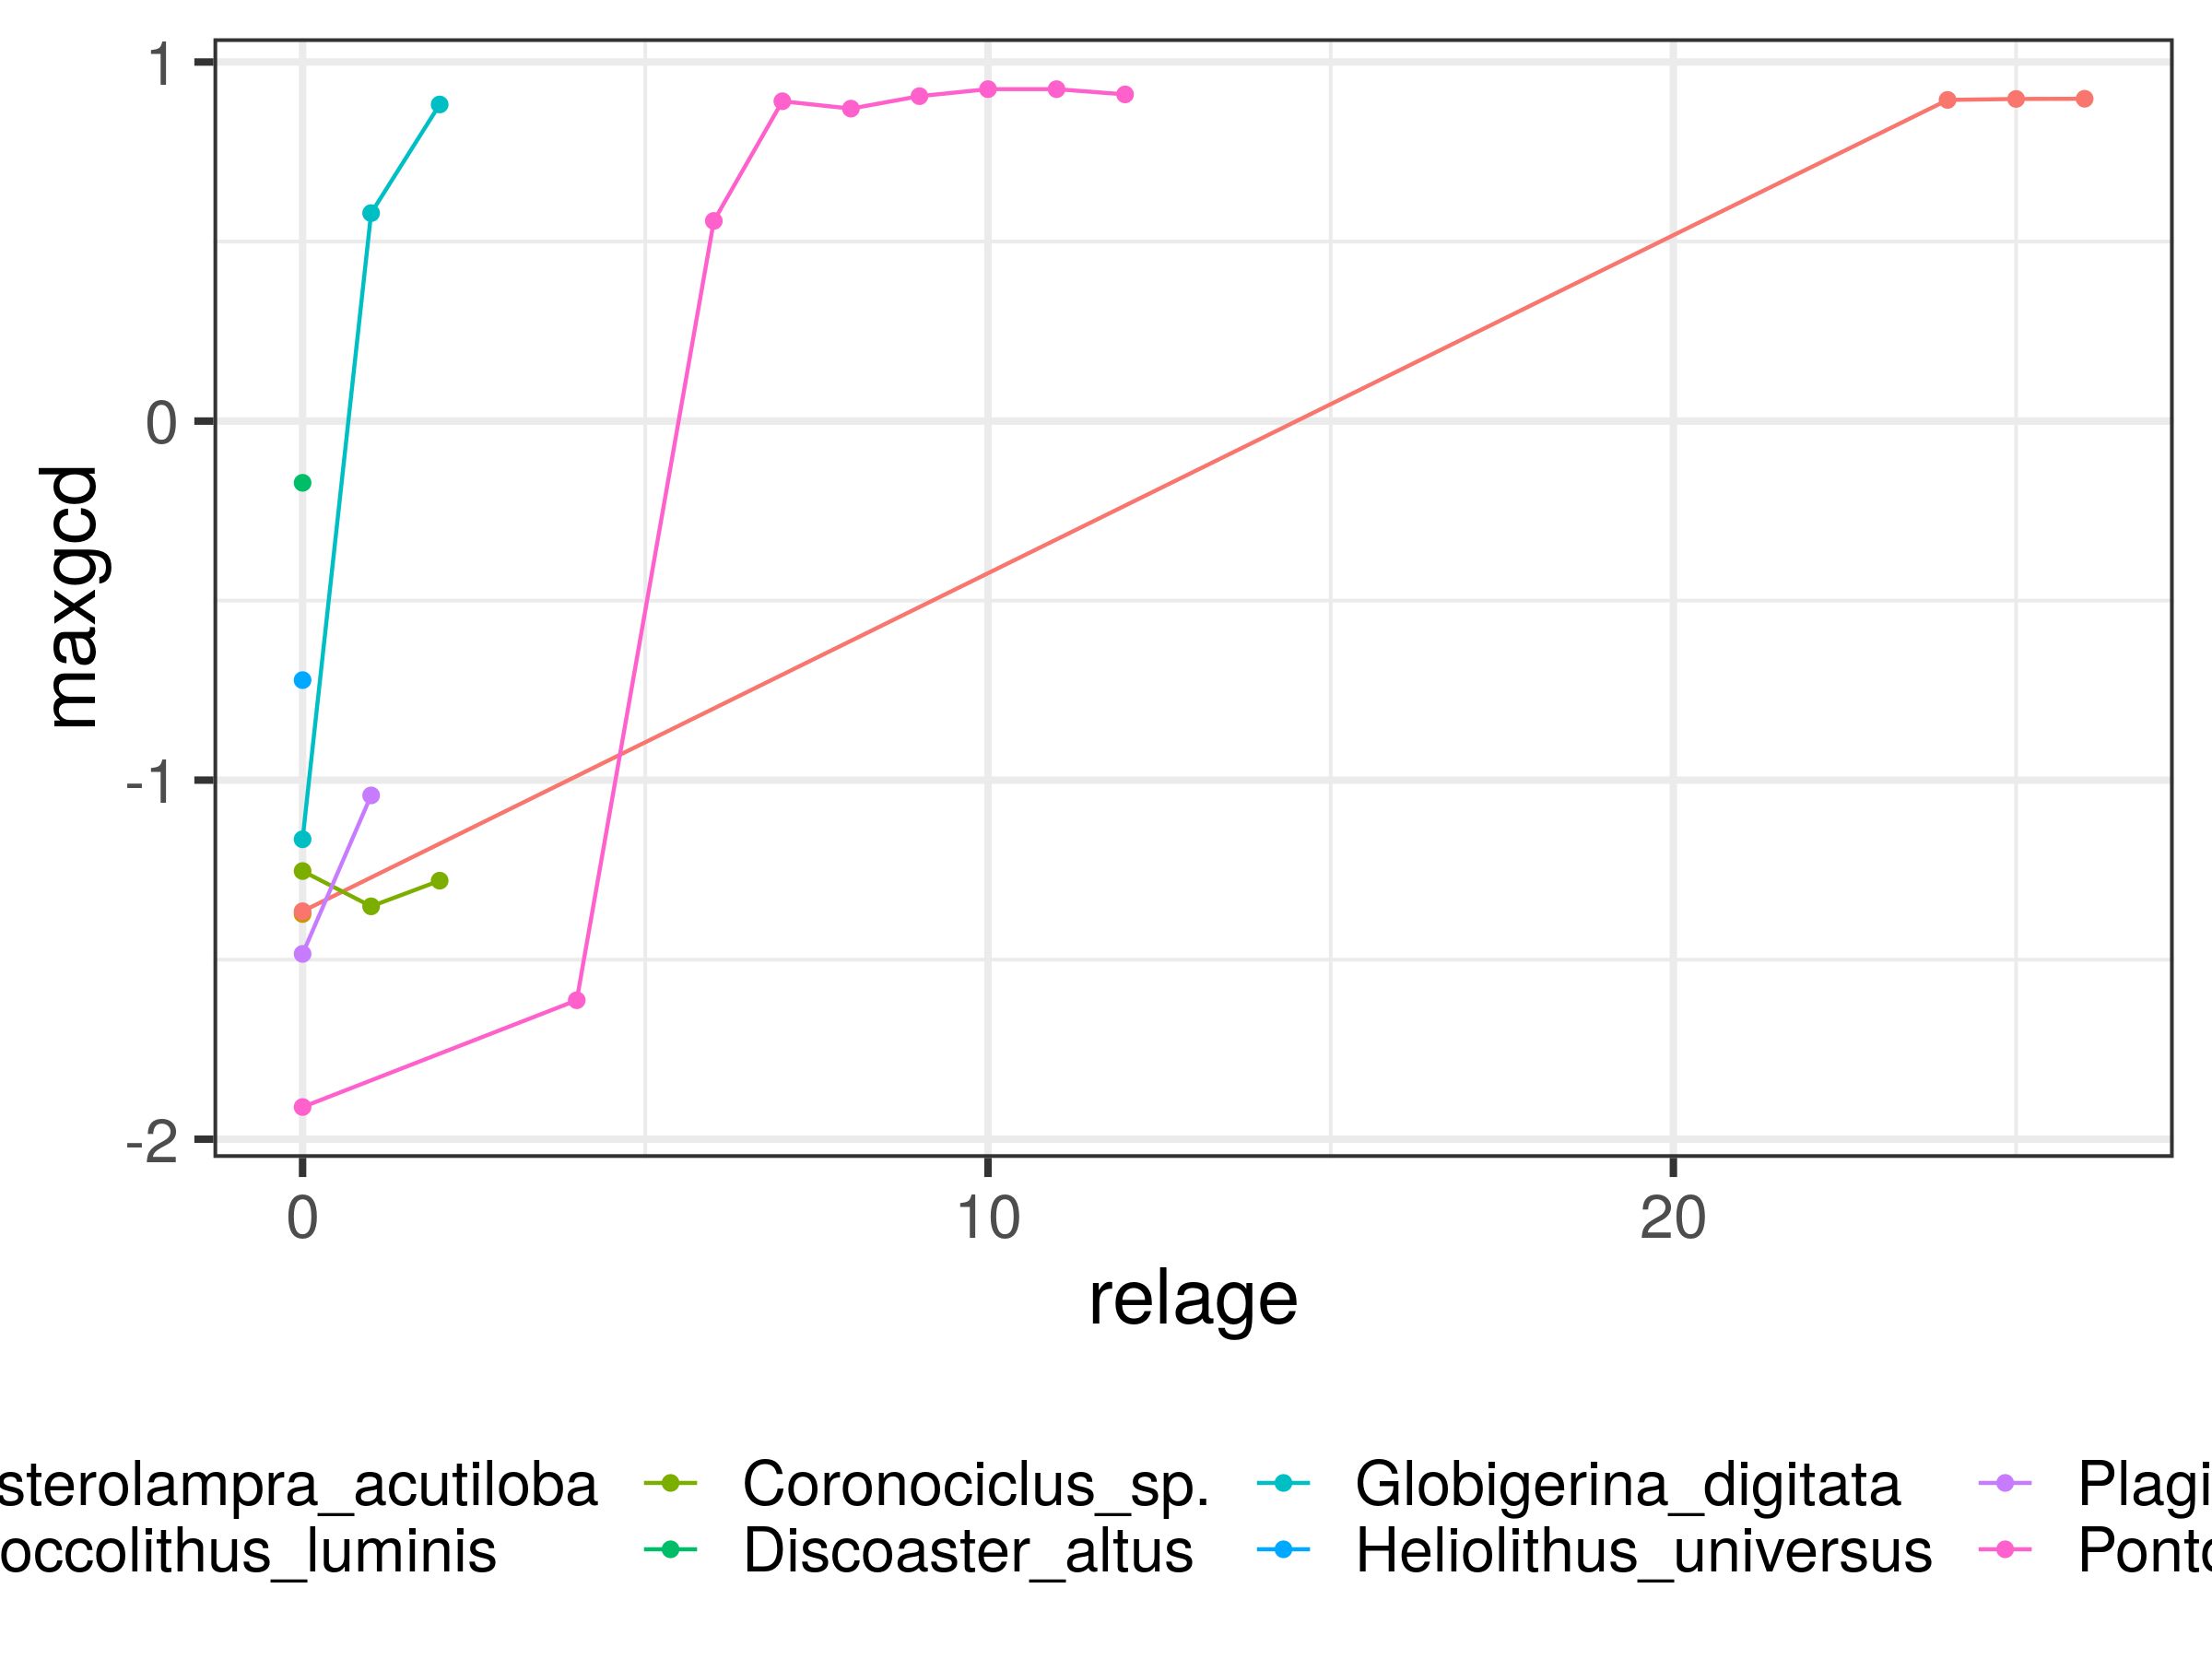 1
0
-1
-2
maxgcd
0 10 20
relage
sterolampra_acutiloba Coronociclus_sp. Globigerina_digitata Plagi
occolithus_luminis Discoaster_altus Heliolithus_universus Ponto